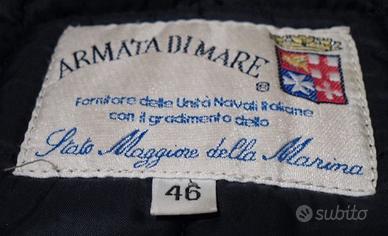 ARMATA DI MARE
®
Fornitore delle Unità Navali Italiane
con il gradimento dello
Stato Maggiore della Marina
46
subito